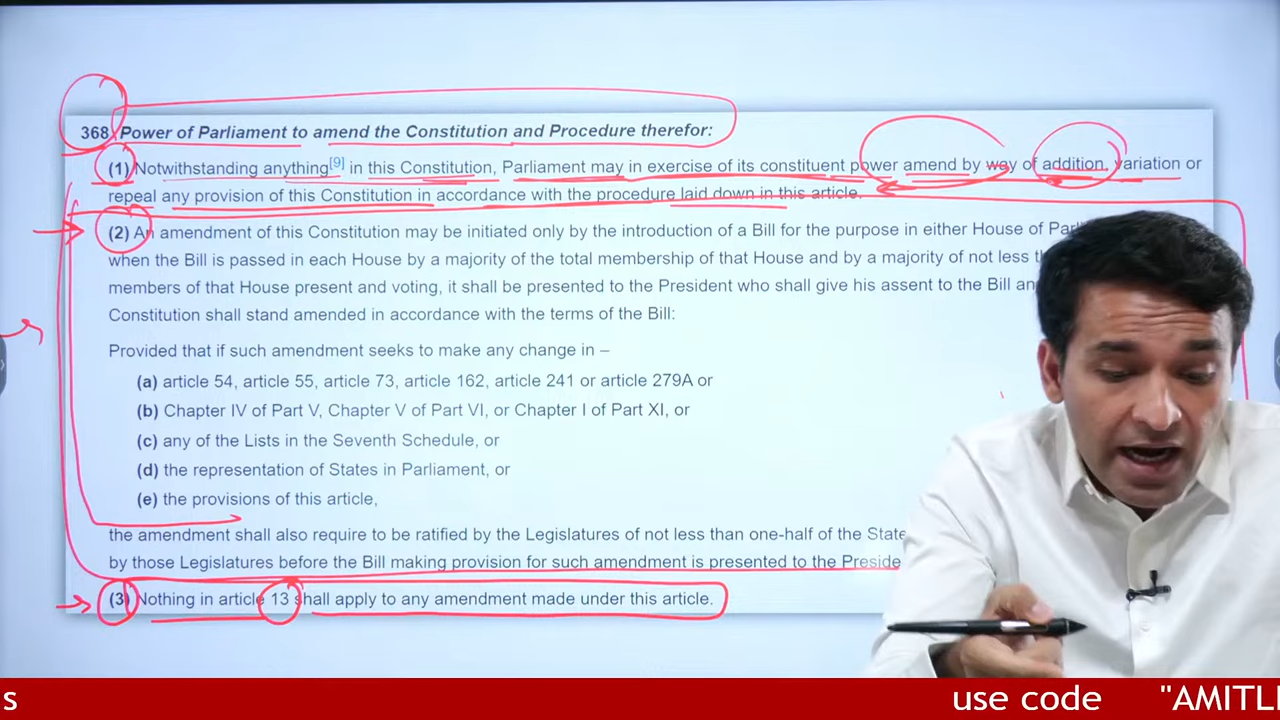 368 Power of Parliament to amend the Constitution and Procedure therefor:
(1) Notwithstanding anything[9] in this Constitution, Parliament may in exercise of its constituent power amend by way of addition, variation or
repeal any provision of this Constitution in accordance with the procedure laid down in this article.
(2) An amendment of this Constitution may be initiated only by the introduction of a Bill for the purpose in either House of
when the Bill is passed in each House by a majority of the total membership of that House and by a majority of not less
members of that House present and voting, it shall be presented to the President who shall give his assent to the Bill
Constitution shall stand amended in accordance with the terms of the Bill:
Provided that if such amendment seeks to make any change in –
(a) article 54, article 55, article 73, article 162, article 241 or article 279A or
(b) Chapter IV of Part V, Chapter V of Part VI, or Chapter I of Part XI, or
(c) any of the Lists in the Seventh Schedule, or
(d) the representation of States in Parliament, or
(e) the provisions of this article,
the amendment shall also require to be ratified by the Legislatures of not less than one-half of the
by those Legislatures before the Bill making provision for such amendment is presented to the
(3) Nothing in article 13 shall apply to any amendment made under this article.
s use code "AMITL